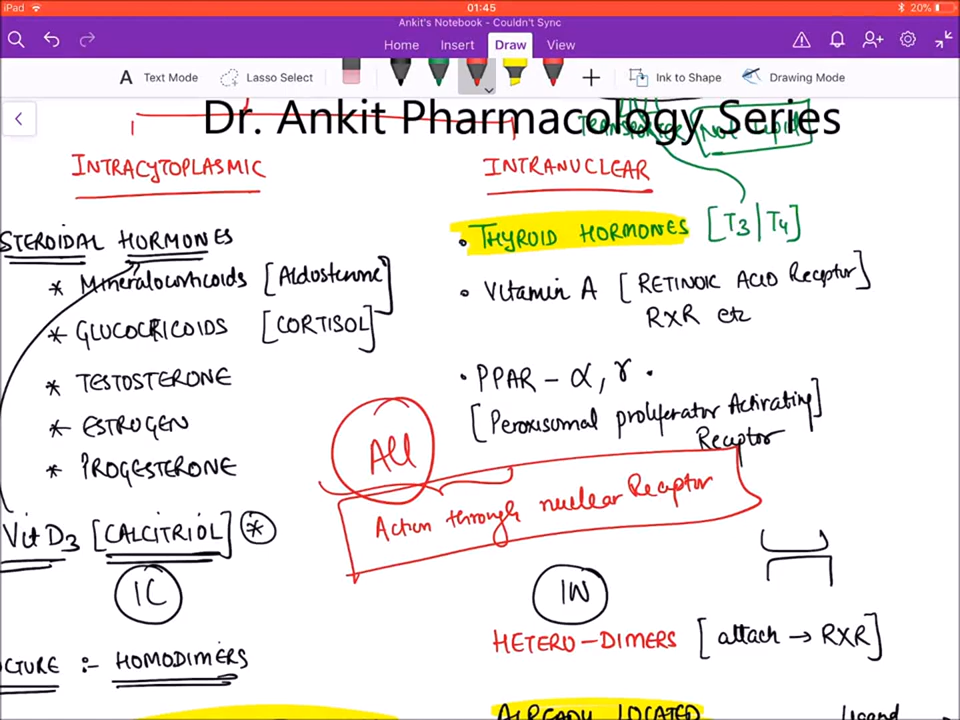 iPad
01:45
20%
Ankit's Notebook - Couldn't Sync
Home Insert Draw View
Text Mode
Lasso Select
Ink to Shape
Drawing Mode
Dr. Ankit Pharmacology Series
INTRACYTOPLASMIC
STEROIDAL HORMONES
* Mineralocorticoids [Aldosterone]
* GLUCOCRICOIDS [CORTISOL]
* TESTOSTERONE
* ESTROGEN
* PROGESTERONE
Vit D3 [CALCITRIOL] *
IC
CTURE :- HOMODIMERS
INTRANUCLEAR
• THYROID HORMONES [T3|T4]
• Vitamin A [RETINOIC ACID Receptor]
RXR etc
• PPAR - α, γ •
[Peroxisomal proliferator Activating]
Receptor
All
Action through nuclear Receptor
IN
HETERO-DIMERS [attach → RXR]
ALREADY LOCATED